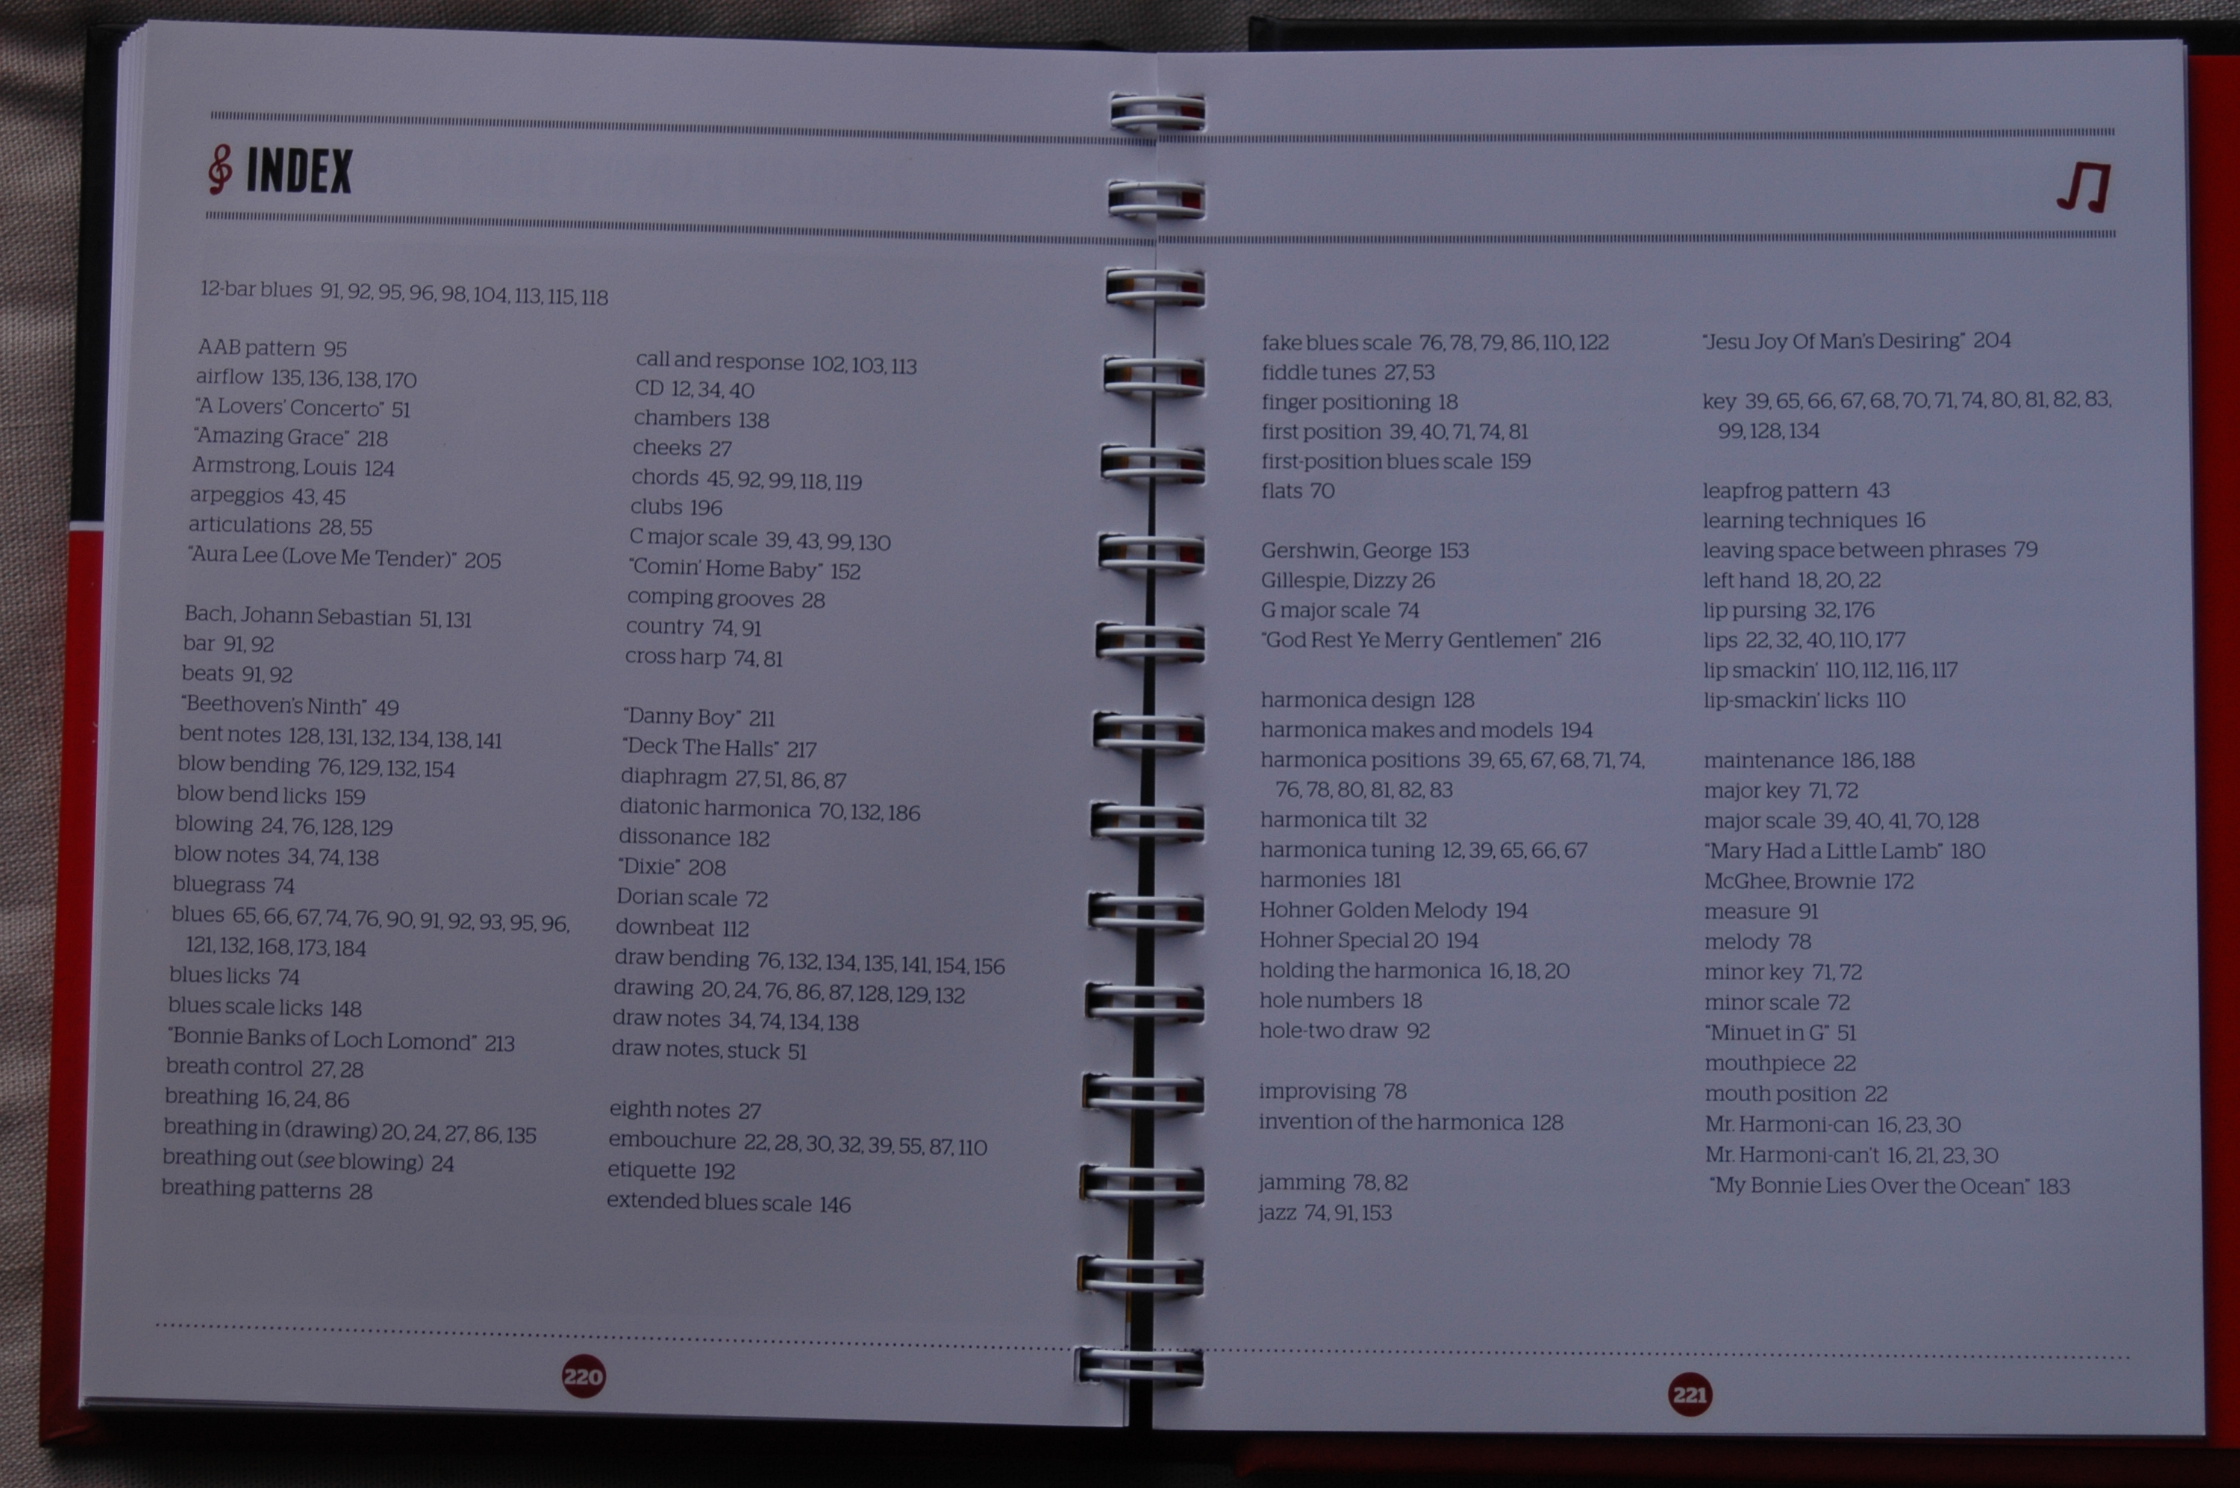 INDEX
12-bar blues 91, 92, 95, 96, 98, 104, 113, 115, 118
AAB pattern 95
airflow 135, 136, 138, 170
"A Lovers' Concerto" 51
"Amazing Grace" 218
Armstrong, Louis 124
arpeggios 43, 45
articulations 28, 55
"Aura Lee (Love Me Tender)" 205
Bach, Johann Sebastian 51, 131
bar 91, 92
beats 91, 92
"Beethoven's Ninth" 49
bent notes 128, 131, 132, 134, 138, 141
blow bending 76, 129, 132, 154
blow bend licks 159
blowing 24, 76, 128, 129
blow notes 34, 74, 138
bluegrass 74
blues 65, 66, 67, 74, 76, 90, 91, 92, 93, 95, 96,
121, 132, 168, 173, 184
blues licks 74
blues scale licks 148
"Bonnie Banks of Loch Lomond" 213
breath control 27, 28
breathing 16, 24, 86
breathing in (drawing) 20, 24, 27, 86, 135
breathing out (see blowing) 24
breathing patterns 28
call and response 102, 103, 113
CD 12, 34, 40
chambers 138
cheeks 27
chords 45, 92, 99, 118, 119
clubs 196
C major scale 39, 43, 99, 130
"Comin' Home Baby" 152
comping grooves 28
country 74, 91
cross harp 74, 81
"Danny Boy" 211
"Deck The Halls" 217
diaphragm 27, 51, 86, 87
diatonic harmonica 70, 132, 186
dissonance 182
"Dixie" 208
Dorian scale 72
downbeat 112
draw bending 76, 132, 134, 135, 141, 154, 156
drawing 20, 24, 76, 86, 87, 128, 129, 132
draw notes 34, 74, 134, 138
draw notes, stuck 51
eighth notes 27
embouchure 22, 28, 30, 32, 39, 55, 87, 110
etiquette 192
extended blues scale 146
220
fake blues scale 76, 78, 79, 86, 110, 122
fiddle tunes 27, 53
finger positioning 18
first position 39, 40, 71, 74, 81
first-position blues scale 159
flats 70
Gershwin, George 153
Gillespie, Dizzy 26
G major scale 74
"God Rest Ye Merry Gentlemen" 216
harmonica design 128
harmonica makes and models 194
harmonica positions 39, 65, 67, 68, 71, 74,
76, 78, 80, 81, 82, 83
harmonica tilt 32
harmonica tuning 12, 39, 65, 66, 67
harmonies 181
Hohner Golden Melody 194
Hohner Special 20 194
holding the harmonica 16, 18, 20
hole numbers 18
hole-two draw 92
improvising 78
invention of the harmonica 128
jamming 78, 82
jazz 74, 91, 153
"Jesu Joy Of Man's Desiring" 204
key 39, 65, 66, 67, 68, 70, 71, 74, 80, 81, 82, 83,
99, 128, 134
leapfrog pattern 43
learning techniques 16
leaving space between phrases 79
left hand 18, 20, 22
lip pursing 32, 176
lips 22, 32, 40, 110, 177
lip smackin' 110, 112, 116, 117
lip-smackin' licks 110
maintenance 186, 188
major key 71, 72
major scale 39, 40, 41, 70, 128
"Mary Had a Little Lamb" 180
McGhee, Brownie 172
measure 91
melody 78
minor key 71, 72
minor scale 72
"Minuet in G" 51
mouthpiece 22
mouth position 22
Mr. Harmoni-can 16, 23, 30
Mr. Harmoni-can't 16, 21, 23, 30
"My Bonnie Lies Over the Ocean" 183
221